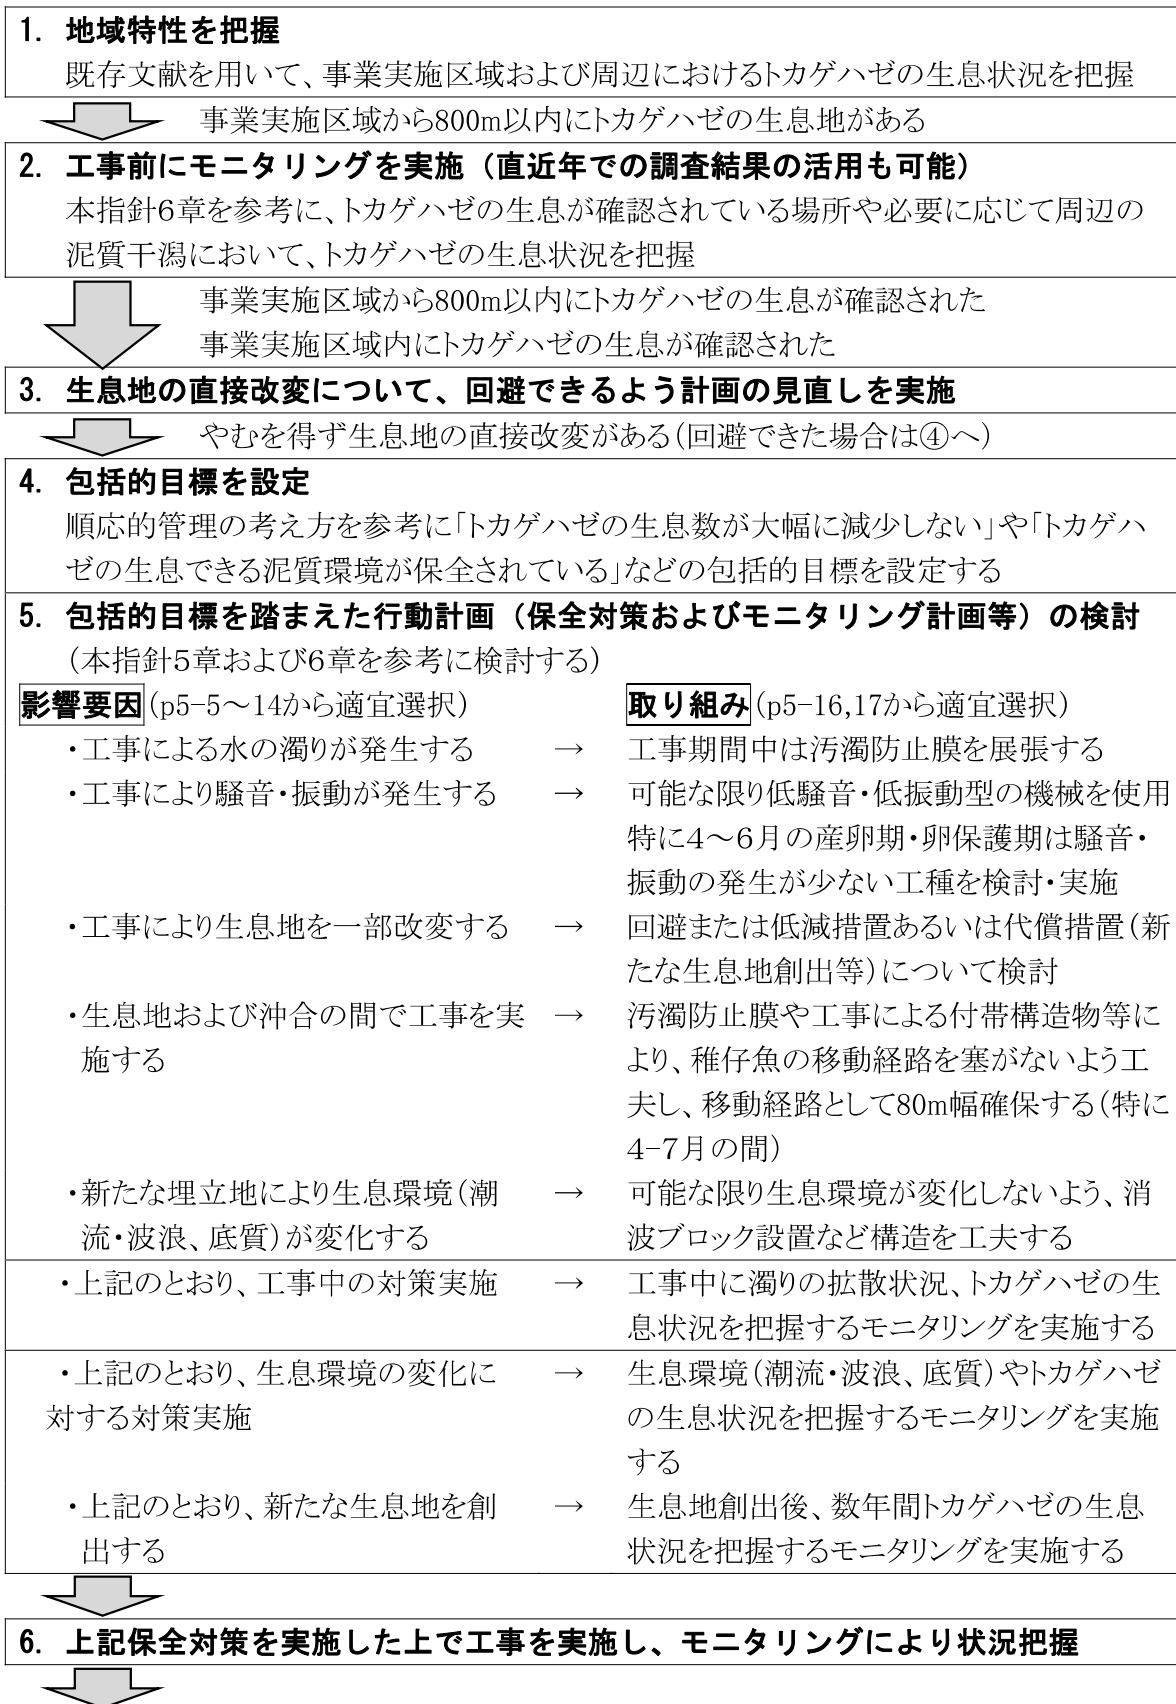 1. 地域特性を把握
既存文献を用いて、事業実施区域および周辺におけるトカゲハゼの生息状況を把握
事業実施区域から800m以内にトカゲハゼの生息地がある
2. 工事前にモニタリングを実施（直近年での調査結果の活用も可能）
本指針6章を参考に、トカゲハゼの生息が確認されている場所や必要に応じて周辺の
泥質干潟において、トカゲハゼの生息状況を把握
事業実施区域から800m以内にトカゲハゼの生息が確認された
事業実施区域内にトカゲハゼの生息が確認された
3. 生息地の直接改変について、回避できるよう計画の見直しを実施
やむを得ず生息地の直接改変がある（回避できた場合は④へ）
4. 包括的目標を設定
順応的管理の考え方を参考に「トカゲハゼの生息数が大幅に減少しない」や「トカゲハ
ゼの生息できる泥質環境が保全されている」などの包括的目標を設定する
5. 包括的目標を踏まえた行動計画（保全対策およびモニタリング計画等）の検討
（本指針5章および6章を参考に検討する）
影響要因（p5-5～14から適宜選択） 取り組み（p5-16,17から適宜選択）
・工事による水の濁りが発生する → 工事期間中は汚濁防止膜を展張する
・工事により騒音・振動が発生する → 可能な限り低騒音・低振動型の機械を使用
特に4～6月の産卵期・卵保護期は騒音・
振動の発生が少ない工種を検討・実施
・工事により生息地を一部改変する → 回避または低減措置あるいは代償措置（新
たな生息地創出等）について検討
・生息地および沖合の間で工事を実 → 汚濁防止膜や工事による付帯構造物等に
施する より、稚仔魚の移動経路を塞がないよう工
夫し、移動経路として80m幅確保する（特に
4-7月の間）
・新たな埋立地により生息環境（潮 → 可能な限り生息環境が変化しないよう、消
流・波浪、底質）が変化する 波ブロック設置など構造を工夫する
・上記のとおり、工事中の対策実施 → 工事中に濁りの拡散状況、トカゲハゼの生
息状況を把握するモニタリングを実施する
・上記のとおり、生息環境の変化に → 生息環境（潮流・波浪、底質）やトカゲハゼ
対する対策実施 の生息状況を把握するモニタリングを実施
する
・上記のとおり、新たな生息地を創 → 生息地創出後、数年間トカゲハゼの生息
出する 状況を把握するモニタリングを実施する
6. 上記保全対策を実施した上で工事を実施し、モニタリングにより状況把握